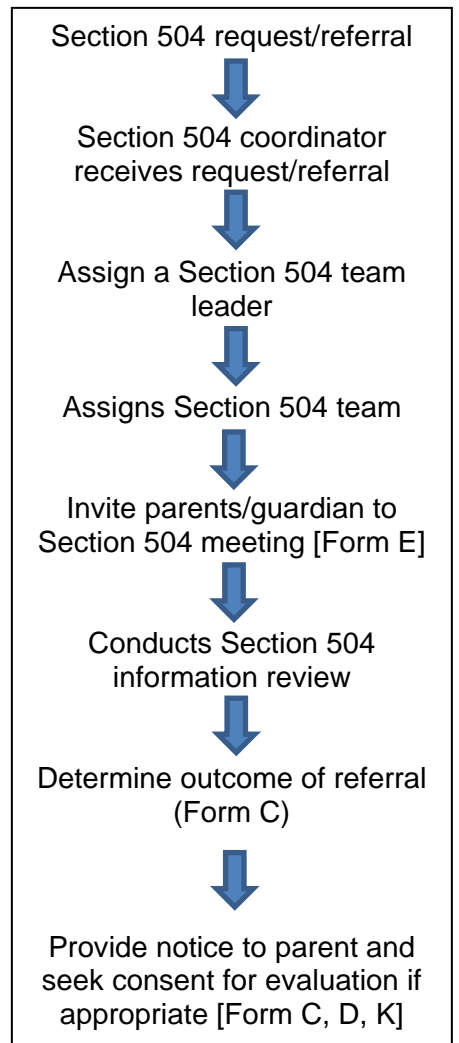 Section 504 request/referral
Section 504 coordinator
receives request/referral
Assign a Section 504 team
leader
Assigns Section 504 team
Invite parents/guardian to
Section 504 meeting [Form E]
Conducts Section 504
information review
Determine outcome of referral
(Form C)
Provide notice to parent and
seek consent for evaluation if
appropriate [Form C, D, K]